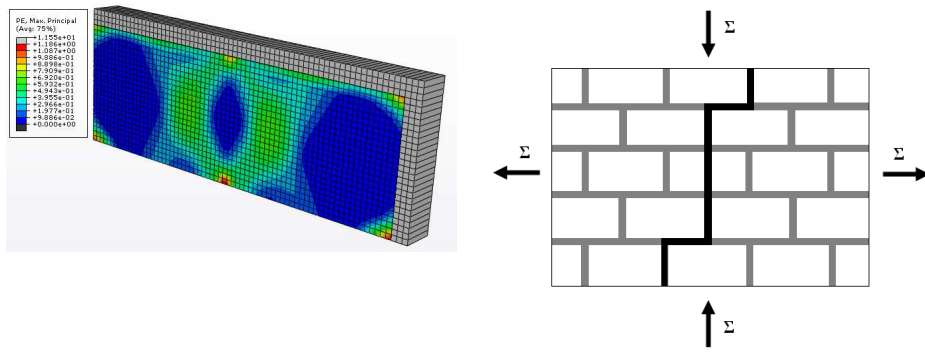 PE, Max. Principal
(Avg: 75%)
+1.155e+01
+1.186e+00
+1.087e+00
+9.886e-01
+8.898e-01
+7.909e-01
+6.920e-01
+5.932e-01
+4.943e-01
+3.955e-01
+2.966e-01
+1.977e-01
+9.886e-02
+0.000e+00
Σ
Σ
Σ
Σ